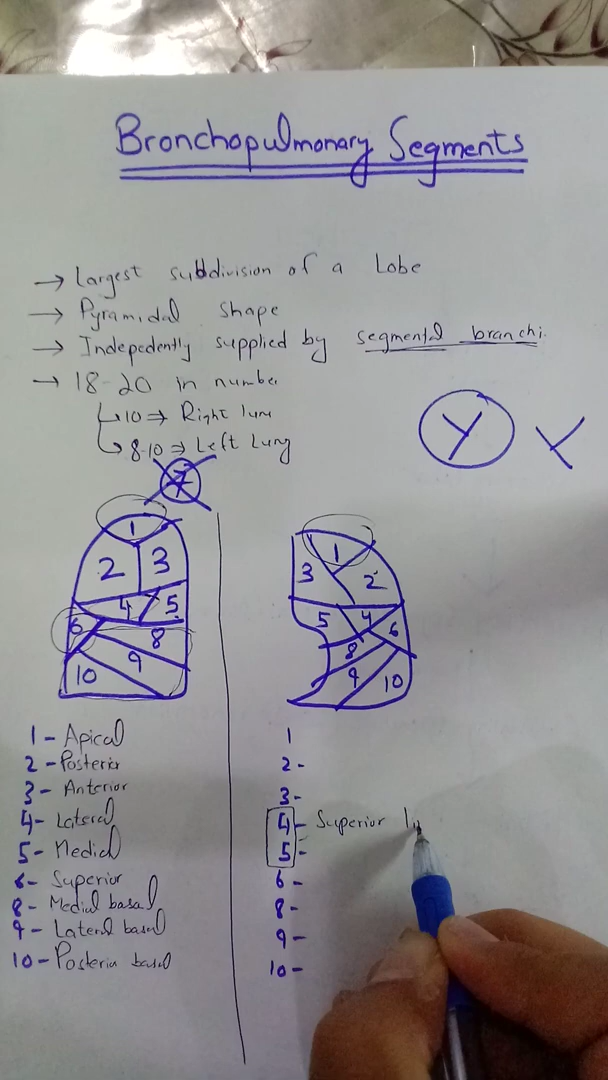 Bronchopulmonary Segments
→ Largest subdivision of a Lobe
→ Pyramidal Shape
→ Indepedently supplied by segmental branchi.
→ 18-20 in number
10 ⇒ Right lung
8-10 ⇒ Left Lung
7
1
2 3
4 5
6 8
9
10
1
3 2
5 4
6
8
9 10
1 - Apical
2 - Posterior
3 - Anterior
4 - Lateral
5 - Medial
6 - Superior
8 - Medial basal
9 - Lateral basal
10 - Posterior basal
1
2 -
3 -
4 - Superior
5 -
6 -
8 -
9 -
10 -